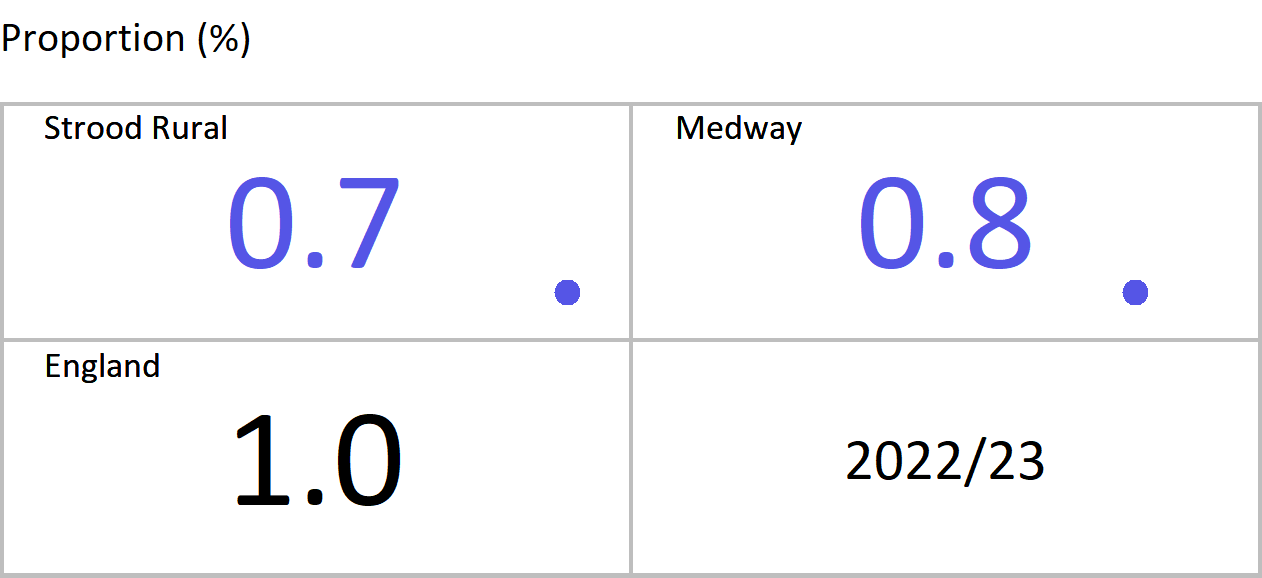 Proportion (%)
Strood Rural
0.7
Medway
0.8
England
1.0
2022/23